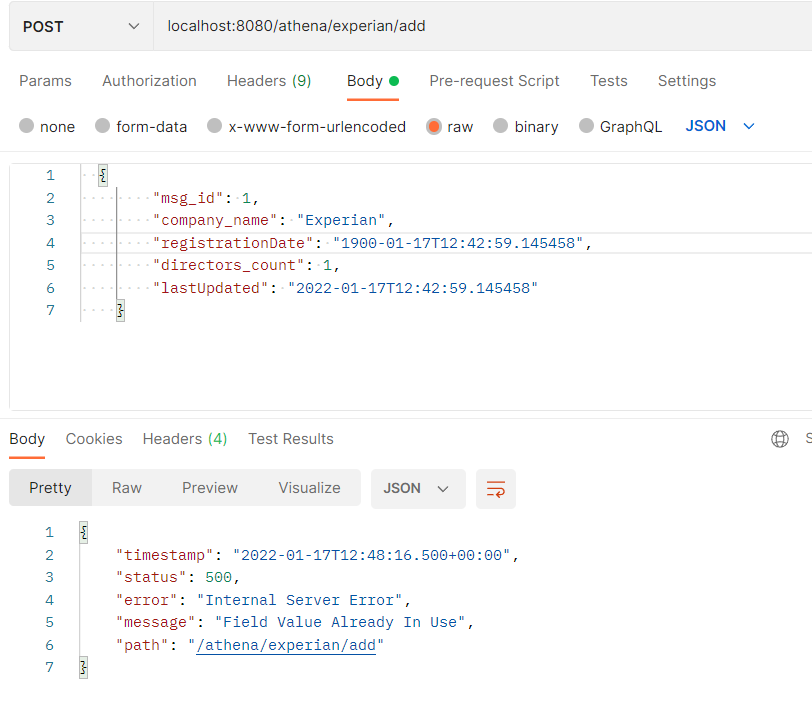 POST localhost:8080/athena/experian/add
Params Authorization Headers (9) Body Pre-request Script Tests Settings
none form-data x-www-form-urlencoded raw binary GraphQL JSON
1 {
2 "msg_id": 1,
3 "company_name": "Experian",
4 "registrationDate": "1900-01-17T12:42:59.145458",
5 "directors_count": 1,
6 "lastUpdated": "2022-01-17T12:42:59.145458"
7 }
Body Cookies Headers (4) Test Results
Pretty Raw Preview Visualize JSON
1 {
2 "timestamp": "2022-01-17T12:48:16.500+00:00",
3 "status": 500,
4 "error": "Internal Server Error",
5 "message": "Field Value Already In Use",
6 "path": "/athena/experian/add"
7 }